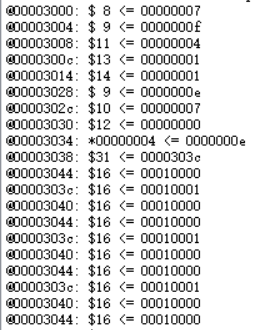 @00003000: $ 8 <= 00000007
@00003004: $ 9 <= 0000000f
@00003008: $11 <= 00000004
@0000300c: $13 <= 00000001
@00003014: $14 <= 00000001
@00003028: $ 9 <= 0000000e
@0000302c: $10 <= 00000007
@00003030: $12 <= 00000000
@00003034: *00000004 <= 0000000e
@00003038: $31 <= 0000303c
@00003044: $16 <= 00010000
@0000303c: $16 <= 00010001
@00003040: $16 <= 00010000
@00003044: $16 <= 00010000
@0000303c: $16 <= 00010001
@00003040: $16 <= 00010000
@00003044: $16 <= 00010000
@0000303c: $16 <= 00010001
@00003040: $16 <= 00010000
@00003044: $16 <= 00010000